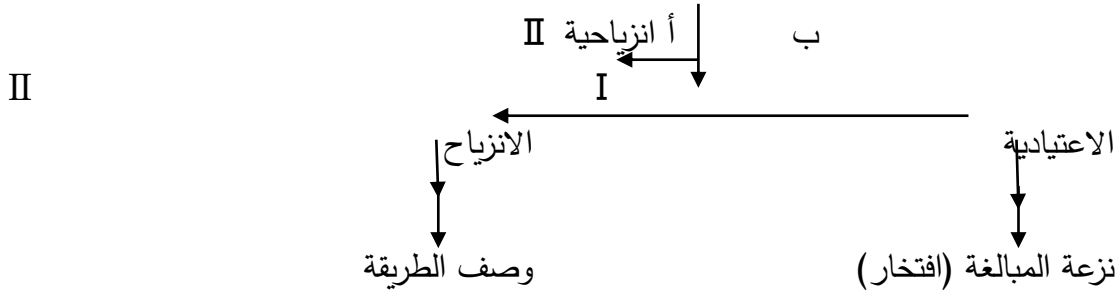 ب أ انزياحية II
I
II
الاعتيادية الانزياح
نزعة المبالغة (افتخار) وصف الطريقة